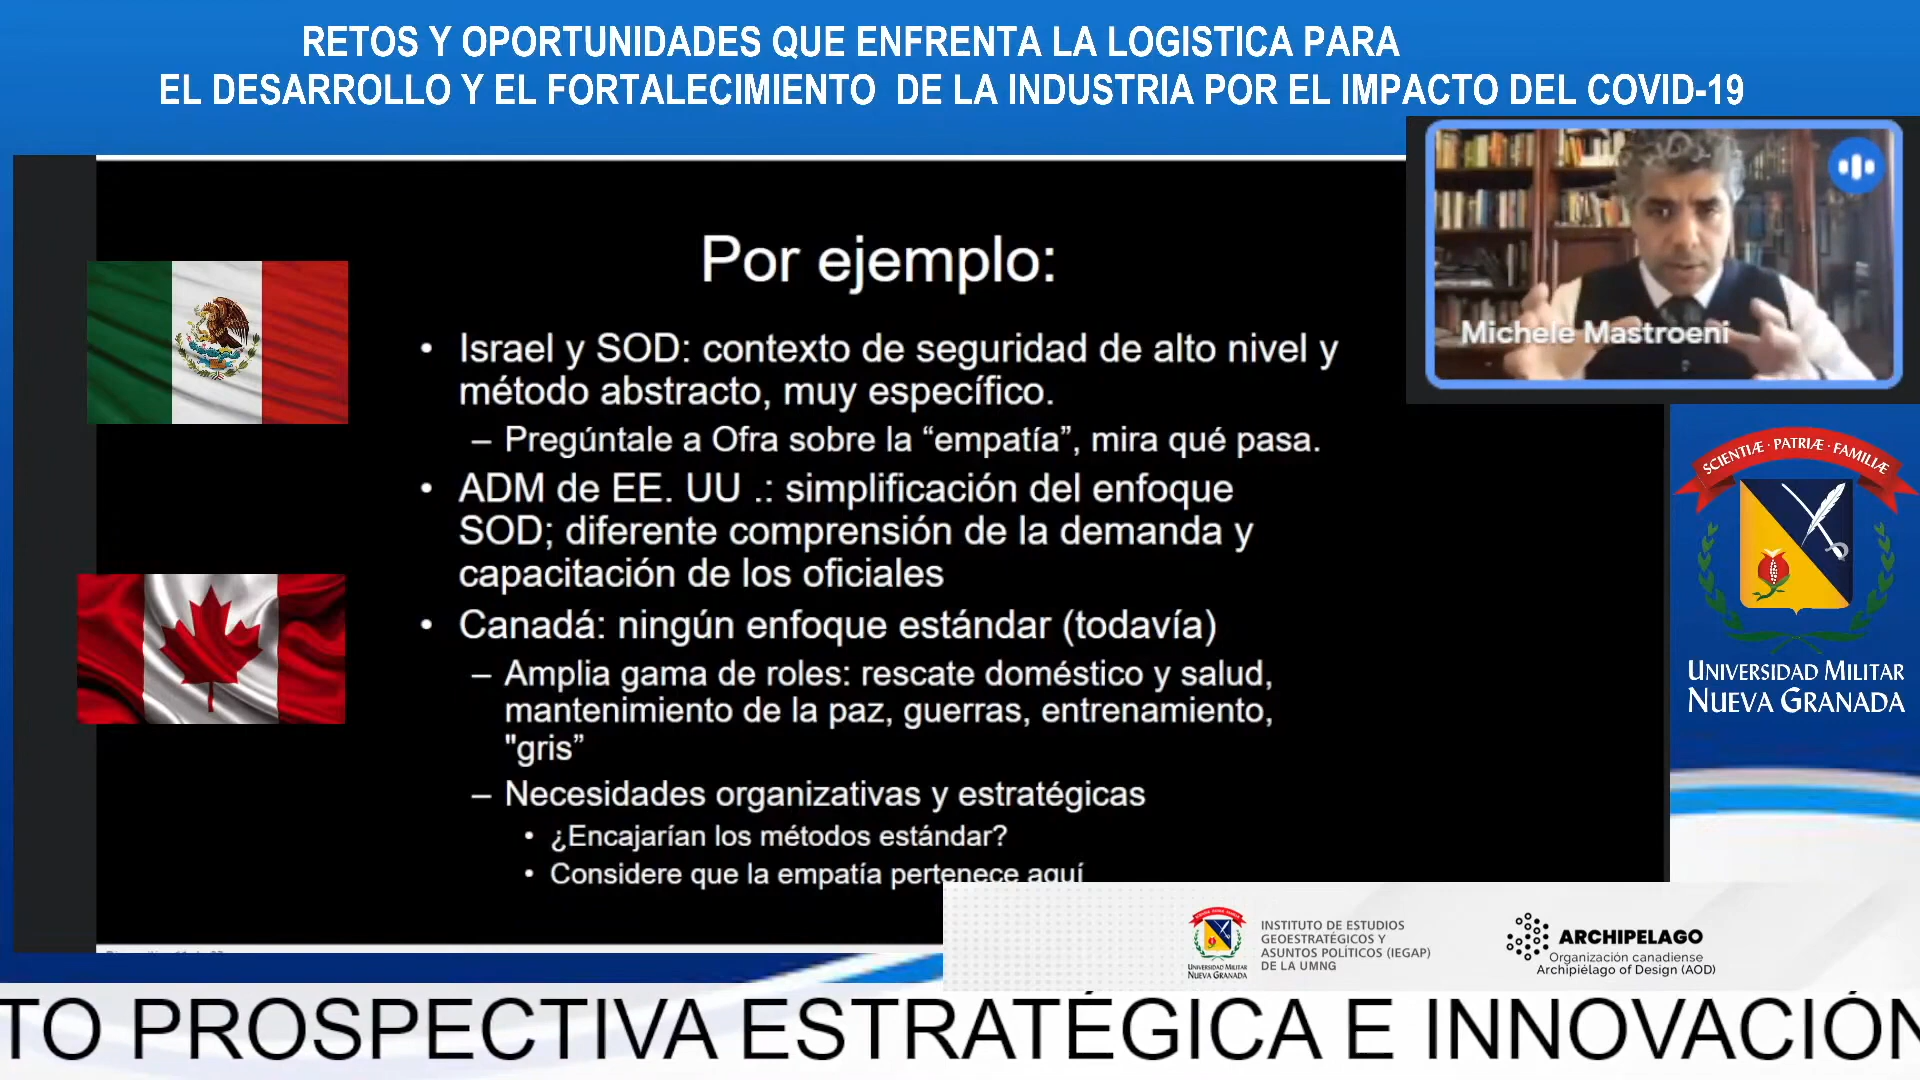 RETOS Y OPORTUNIDADES QUE ENFRENTA LA LOGISTICA PARA
EL DESARROLLO Y EL FORTALECIMIENTO DE LA INDUSTRIA POR EL IMPACTO DEL COVID-19
Michele Mastroeni
Por ejemplo:
• Israel y SOD: contexto de seguridad de alto nivel y
método abstracto, muy específico.
– Pregúntale a Ofra sobre la “empatía”, mira qué pasa.
• ADM de EE. UU .: simplificación del enfoque
SOD; diferente comprensión de la demanda y
capacitación de los oficiales
• Canadá: ningún enfoque estándar (todavía)
– Amplia gama de roles: rescate doméstico y salud,
mantenimiento de la paz, guerras, entrenamiento,
"gris”
– Necesidades organizativas y estratégicas
• ¿Encajarían los métodos estándar?
• Considere que la empatía pertenece aquí
SCIENTIÆ · PATRIÆ · FAMILIÆ
UNIVERSIDAD MILITAR
NUEVA GRANADA
UNIVERSIDAD MILITAR
NUEVA GRANADA
INSTITUTO DE ESTUDIOS
GEOESTRATÉGICOS Y
ASUNTOS POLÍTICOS (IEGAP)
DE LA UMNG
ARCHIPELAGO
Organización canadiense
Archipiélago of Design (AOD)
TO PROSPECTIVA ESTRATÉGICA E INNOVACIÓN